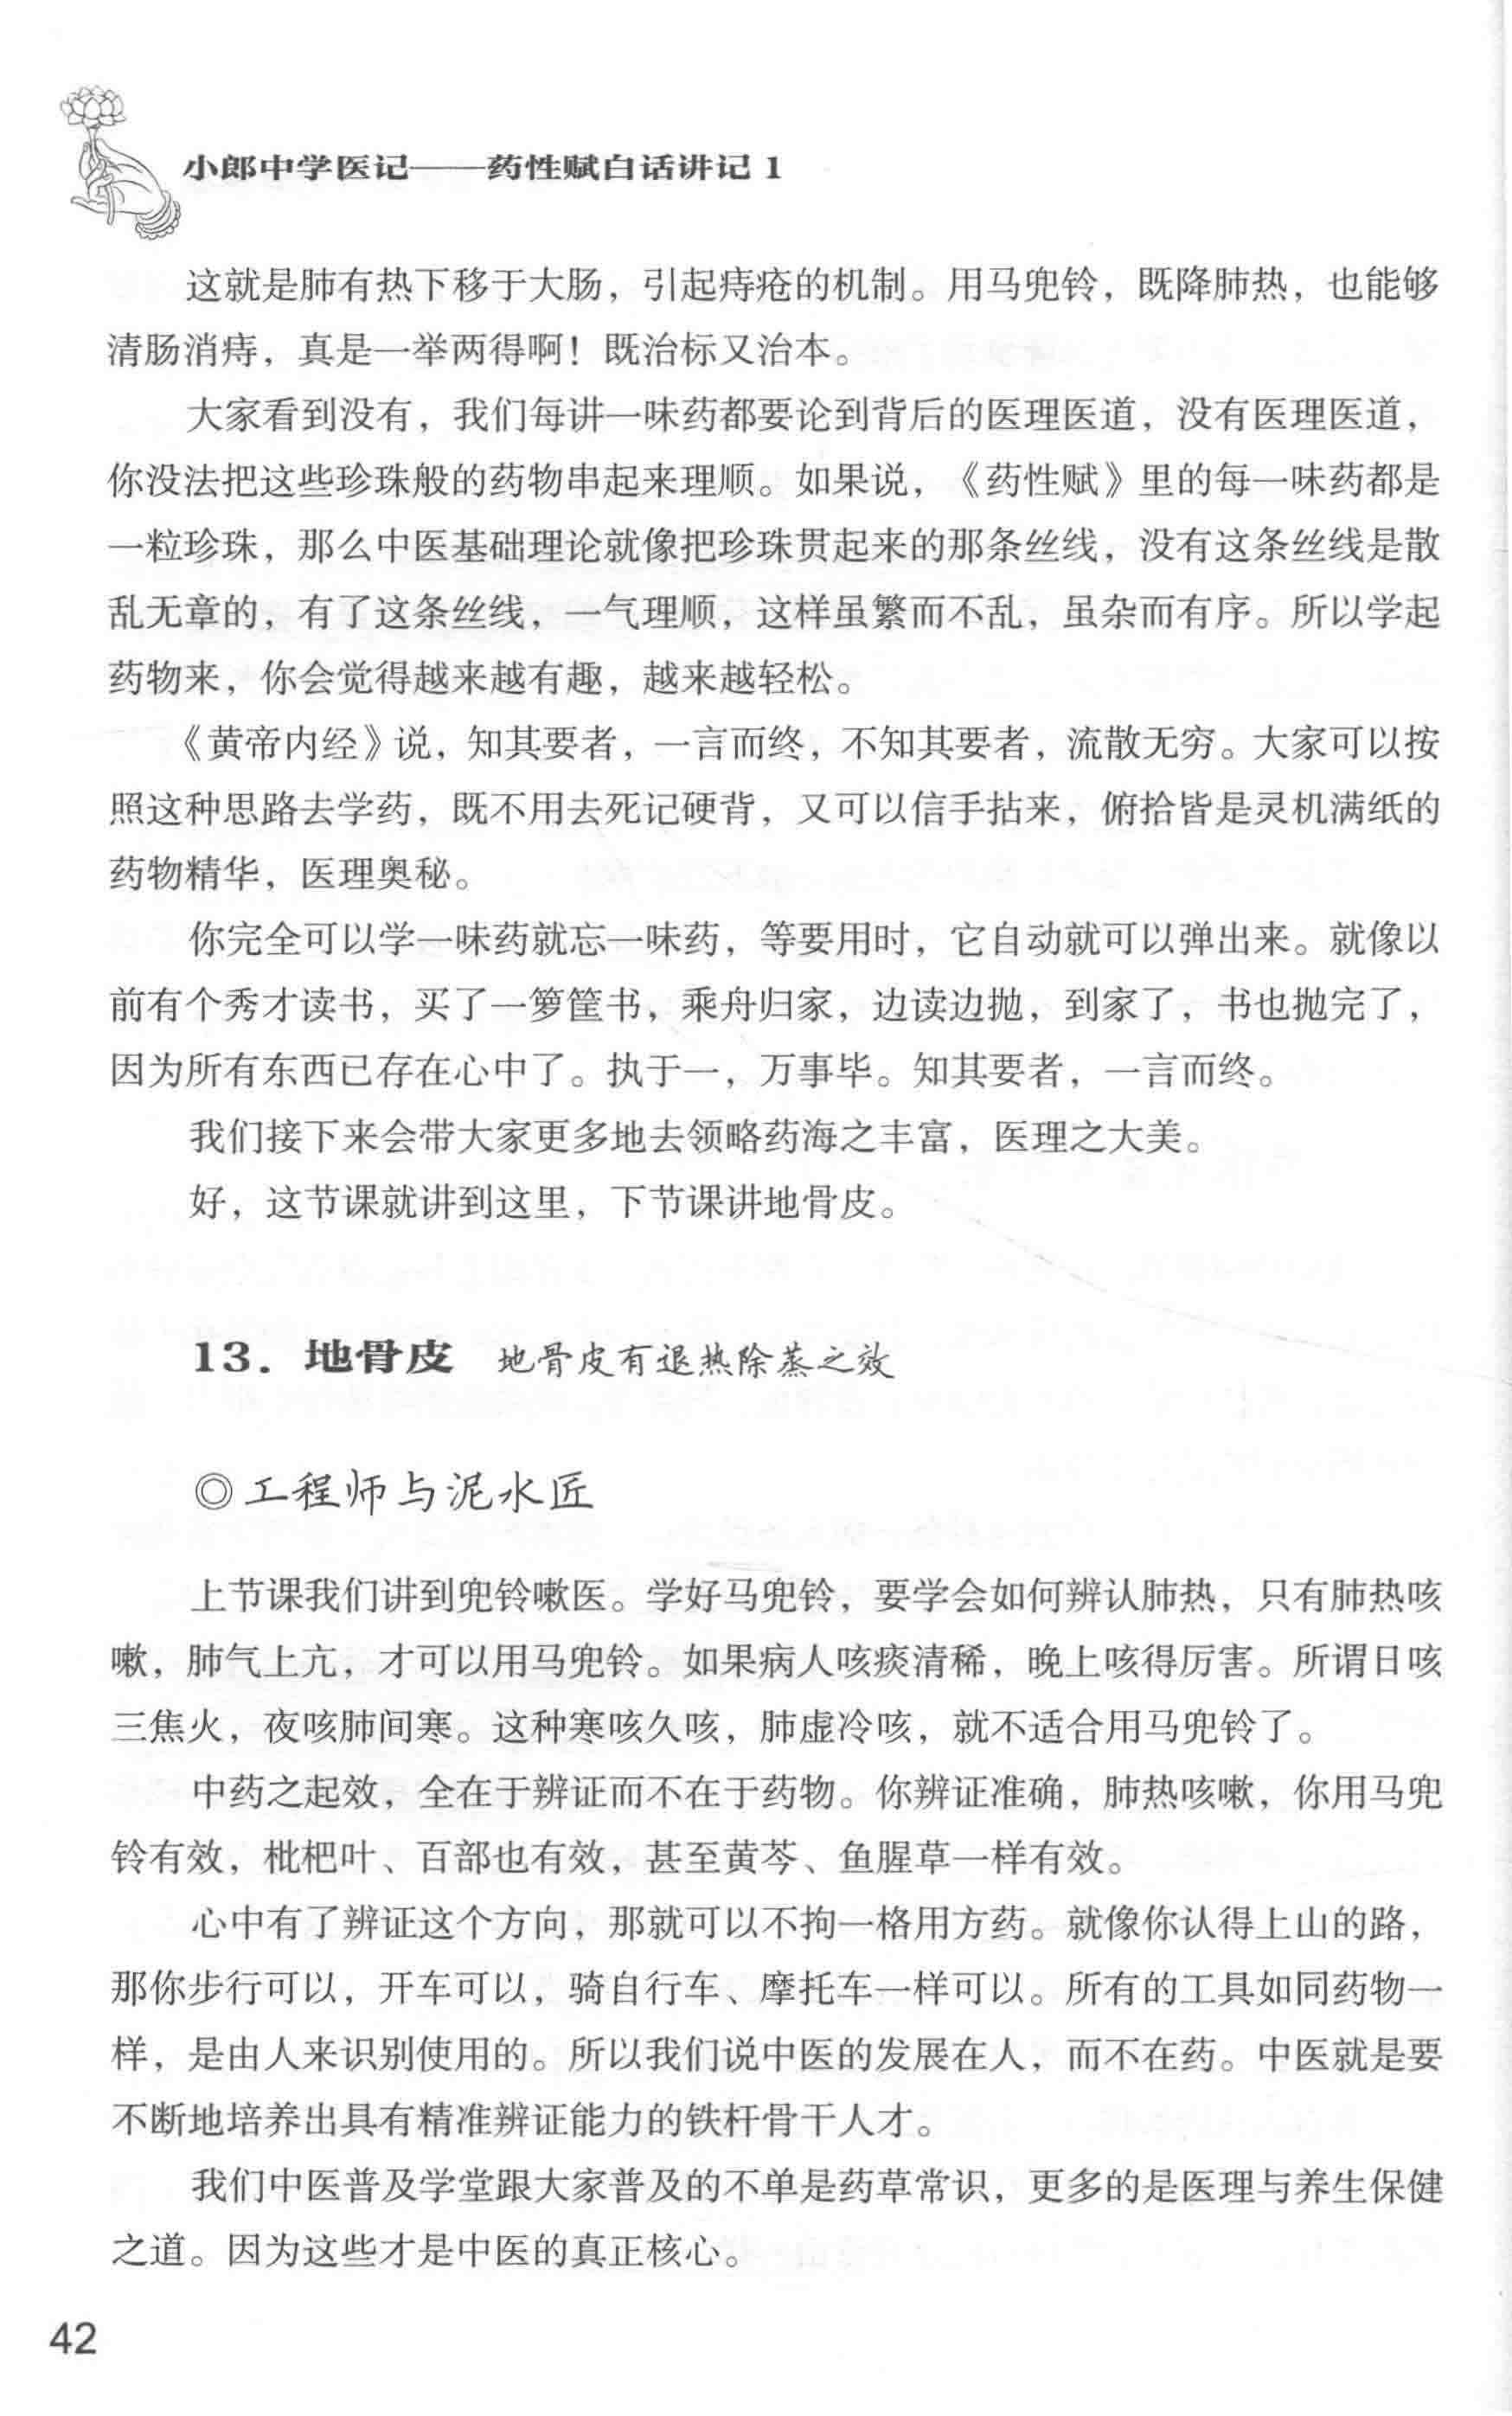 小郎中学医记——药性赋白话讲记 1
这就是肺有热下移于大肠，引起痔疮的机制。用马兜铃，既降肺热，也能够
清肠消痔，真是一举两得啊！既治标又治本。
大家看到没有，我们每讲一味药都要论到背后的医理医道，没有医理医道，
你没法把这些珍珠般的药物串起来理顺。如果说，《药性赋》里的每一味药都是
一粒珍珠，那么中医基础理论就像把珍珠贯起来的那条丝线，没有这条丝线是散
乱无章的，有了这条丝线，一气理顺，这样虽繁而不乱，虽杂而有序。所以学起
药物来，你会觉得越来越有趣，越来越轻松。
《黄帝内经》说，知其要者，一言而终，不知其要者，流散无穷。大家可以按
照这种思路去学药，既不用去死记硬背，又可以信手拈来，俯拾皆是灵机满纸的
药物精华，医理奥秘。
你完全可以学一味药就忘一味药，等要用时，它自动就可以弹出来。就像以
前有个秀才读书，买了一箩筐书，乘舟归家，边读边抛，到家了，书也抛完了，
因为所有东西已存在心中了。执于一，万事毕。知其要者，一言而终。
我们接下来会带大家更多地去领略药海之丰富，医理之大美。
好，这节课就讲到这里，下节课讲地骨皮。
13．地骨皮 地骨皮有退热除蒸之效
◎工程师与泥水匠
上节课我们讲到兜铃嗽医。学好马兜铃，要学会如何辨认肺热，只有肺热咳
嗽，肺气上亢，才可以用马兜铃。如果病人咳痰清稀，晚上咳得厉害。所谓日咳
三焦火，夜咳肺间寒。这种寒咳久咳，肺虚冷咳，就不适合用马兜铃了。
中药之起效，全在于辨证而不在于药物。你辨证准确，肺热咳嗽，你用马兜
铃有效，枇杷叶、百部也有效，甚至黄芩、鱼腥草一样有效。
心中有了辨证这个方向，那就可以不拘一格用方药。就像你认得上山的路，
那你步行可以，开车可以，骑自行车、摩托车一样可以。所有的工具如同药物一
样，是由人来识别使用的。所以我们说中医的发展在人，而不在药。中医就是要
不断地培养出具有精准辨证能力的铁杆骨干人才。
我们中医普及学堂跟大家普及的不单是药草常识，更多的是医理与养生保健
之道。因为这些才是中医的真正核心。
42